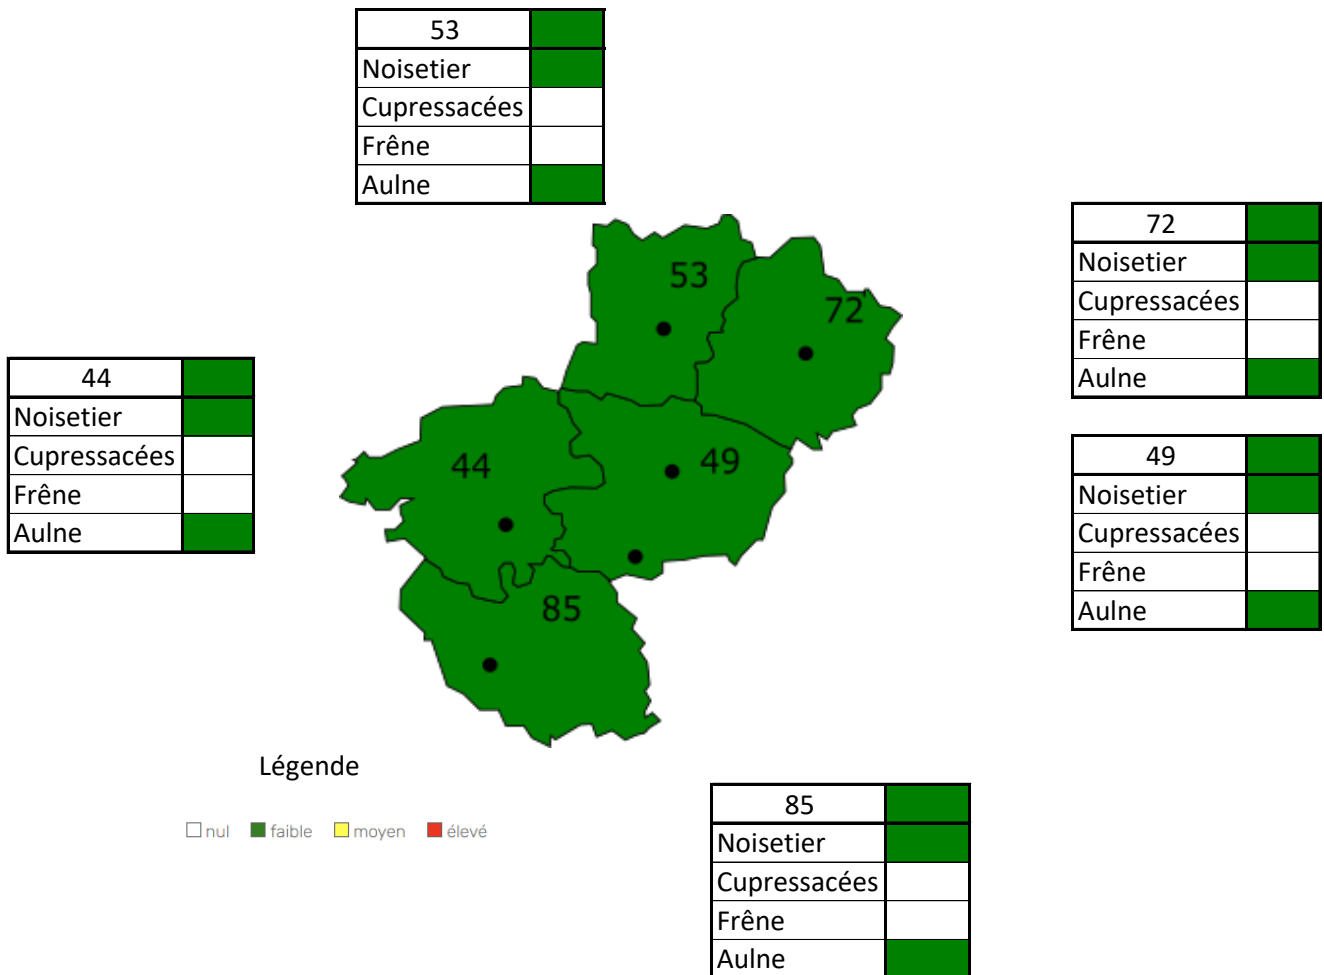 53
Noisetier
Cupressacées
Frêne
Aulne
72
Noisetier
Cupressacées
Frêne
Aulne
53
72
44
Noisetier
Cupressacées
Frêne
Aulne
44
49
49
Noisetier
Cupressacées
Frêne
Aulne
85
Légende
nul faible moyen élevé
85
Noisetier
Cupressacées
Frêne
Aulne